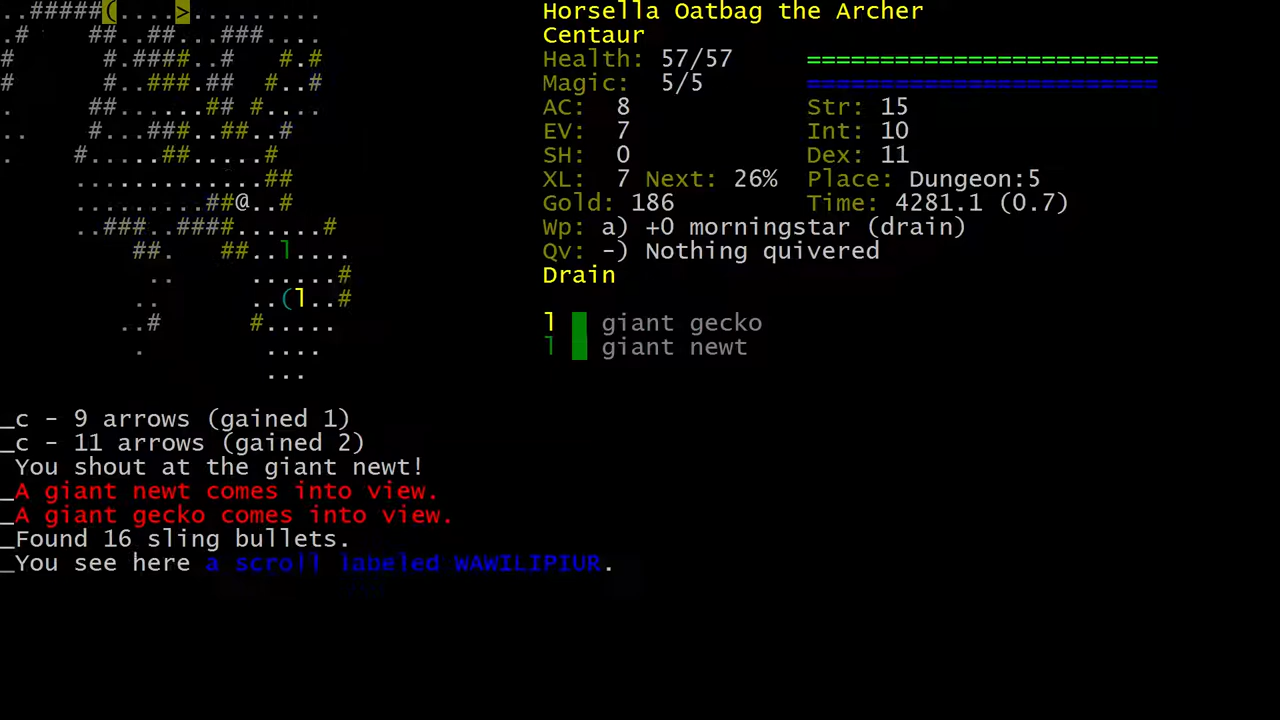 ..#####(....>.........     Horsella Oatbag the Archer
.#    ##..##...###....     Centaur
#      #.####..#   #.#     Health: 57/57    ========================
#      #..###.##  #..#     Magic: 5/5     ========================
.     ##......## #....     AC: 8     Str: 15
..    #...###..##..#     EV: 7     Int: 10
.    #.....##.....#     SH: 0     Dex: 11
.............##     XL: 7 Next: 26% Place: Dungeon:5
.........##@..#     Gold: 186     Time: 4281.1 (0.7)
..###..####......#     Wp: a) +0 morningstar (drain)
##.   ##..l....     Qv: -) Nothing quivered
..     ......#     Drain
..      ..(l..#
..#      #.....     l giant gecko
.        ....     l giant newt
...
_c - 9 arrows (gained 1)
_c - 11 arrows (gained 2)
You shout at the giant newt!
_A giant newt comes into view.
_A giant gecko comes into view.
_Found 16 sling bullets.
_You see here a scroll labeled WAWILIPIUR.